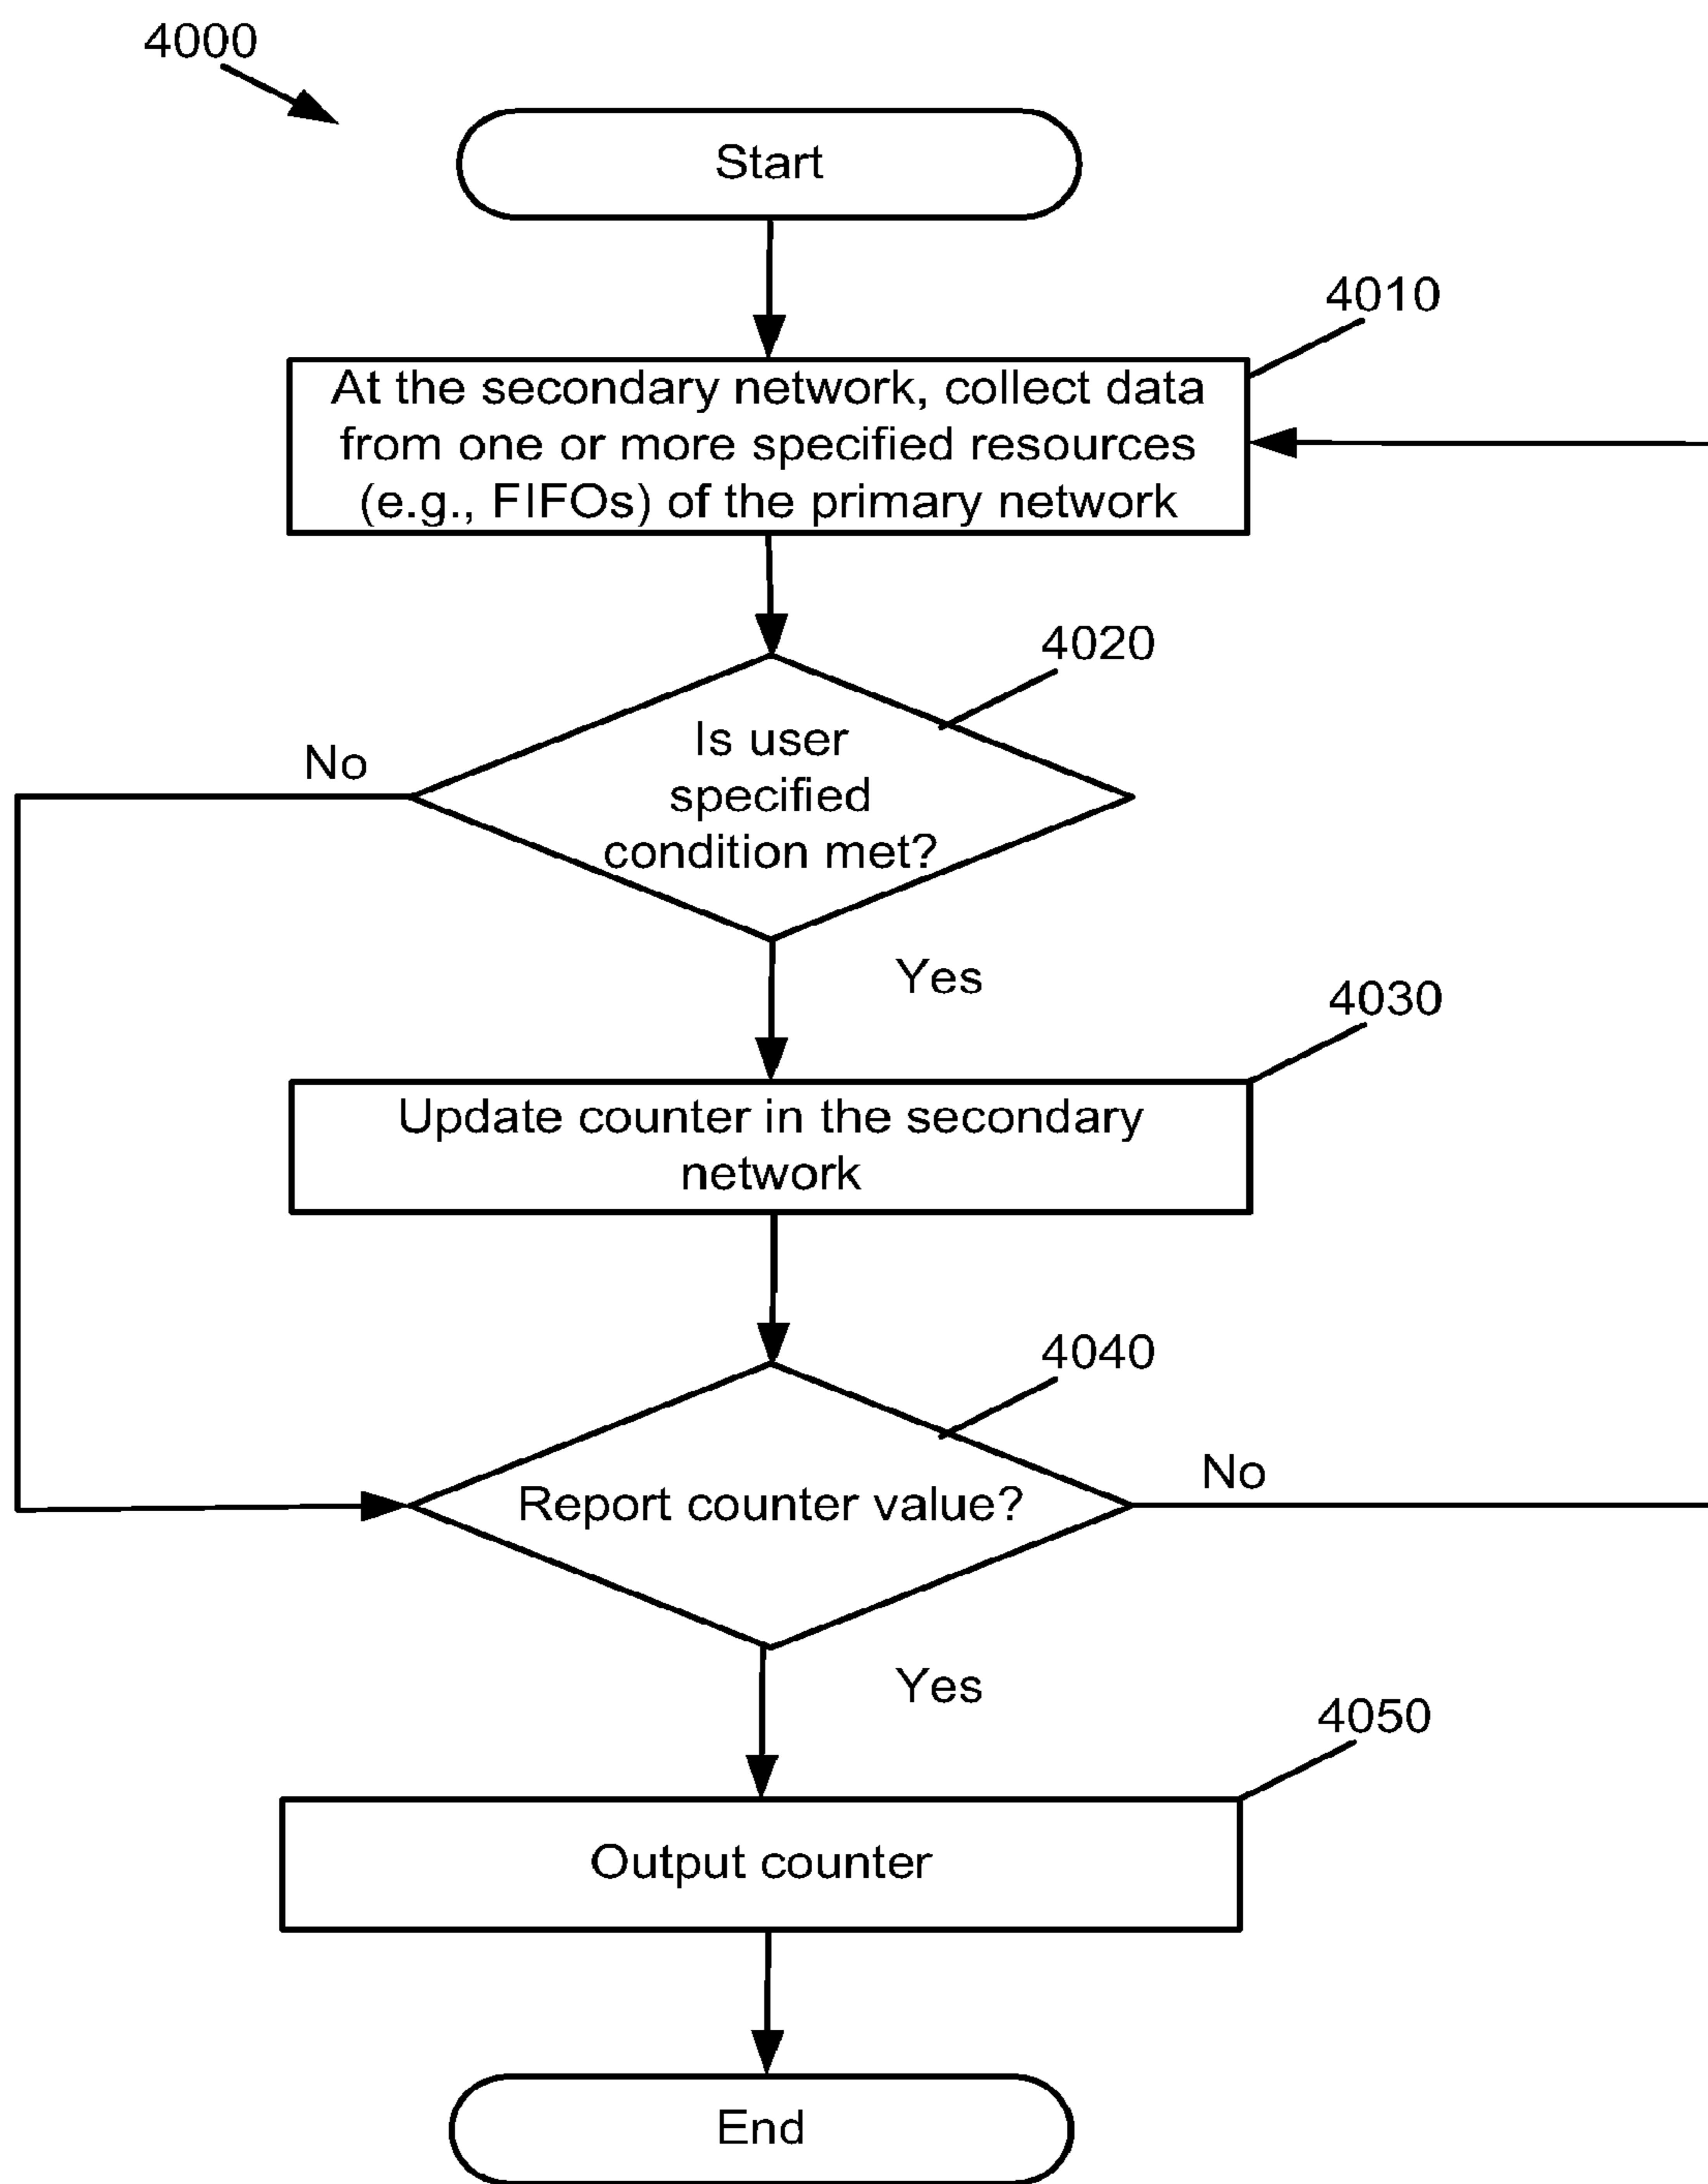 4000
Start
4010
At the secondary network, collect data
from one or more specified resources
(e.g., FIFOs) of the primary network
4020
Is user
specified
condition met?
No
Yes
4030
Update counter in the secondary
network
4040
Report counter value?
No
Yes
4050
Output counter
End